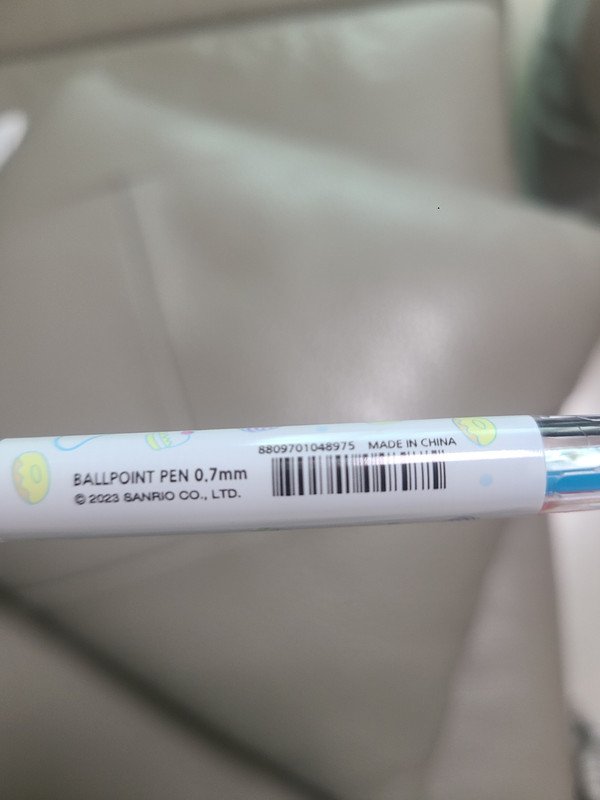 BALLPOINT PEN 0.7mm
© 2023 SANRIO CO., LTD.
8809701048975 MADE IN CHINA